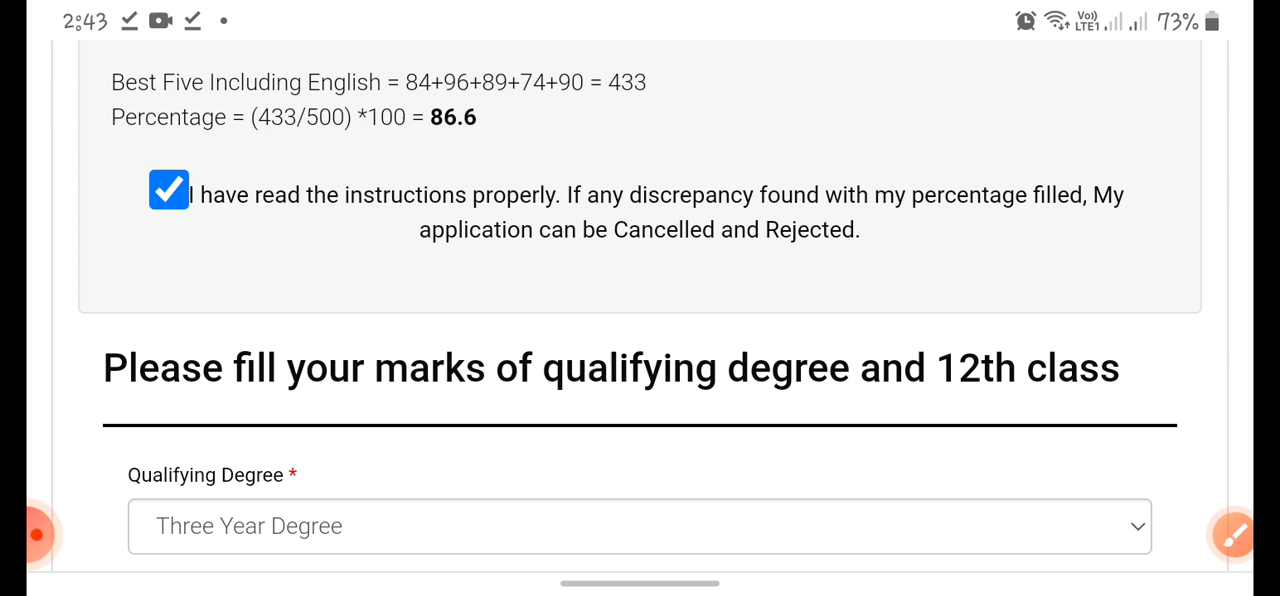 2:43
Vo)) LTE1 73%
Best Five Including English = 84+96+89+74+90 = 433
Percentage = (433/500) *100 = 86.6
I have read the instructions properly. If any discrepancy found with my percentage filled, My
application can be Cancelled and Rejected.
Please fill your marks of qualifying degree and 12th class
Qualifying Degree *
Three Year Degree